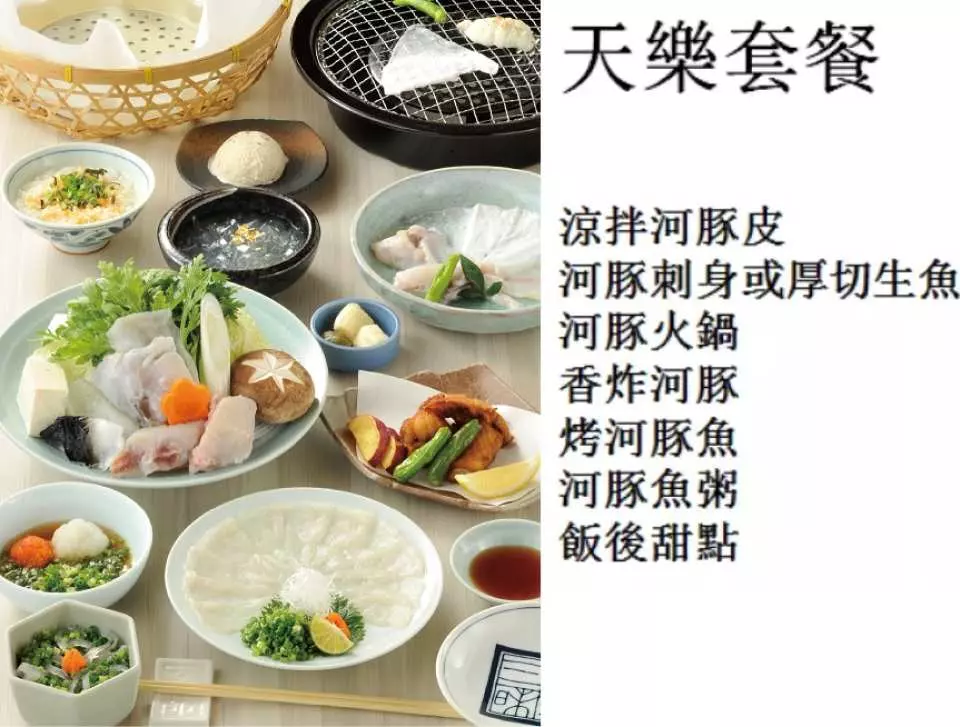 天樂套餐
涼拌河豚皮
河豚刺身或厚切生魚
河豚火鍋
香炸河豚
烤河豚魚
河豚魚粥
飯後甜點